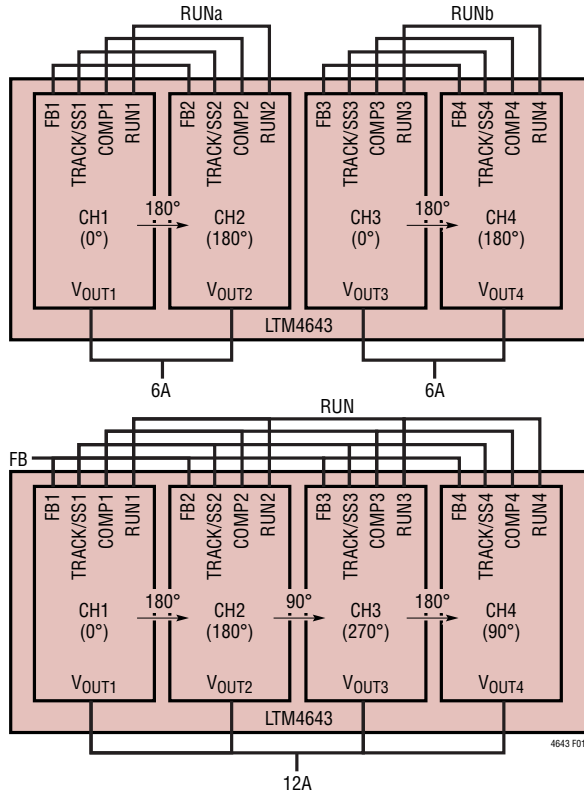 RUNa RUNb
FB1 TRACK/SS1 COMP1 RUN1 FB2 TRACK/SS2 COMP2 RUN2 FB3 TRACK/SS3 COMP3 RUN3 FB4 TRACK/SS4 COMP4 RUN4
180° 180°
CH1 CH2 CH3 CH4
(0°) (180°) (0°) (180°)
VOUT1 VOUT2 VOUT3 VOUT4
LTM4643
6A 6A
RUN
FB
FB1 TRACK/SS1 COMP1 RUN1 FB2 TRACK/SS2 COMP2 RUN2 FB3 TRACK/SS3 COMP3 RUN3 FB4 TRACK/SS4 COMP4 RUN4
180° 90° 180°
CH1 CH2 CH3 CH4
(0°) (180°) (270°) (90°)
VOUT1 VOUT2 VOUT3 VOUT4
LTM4643
4643 F01
12A